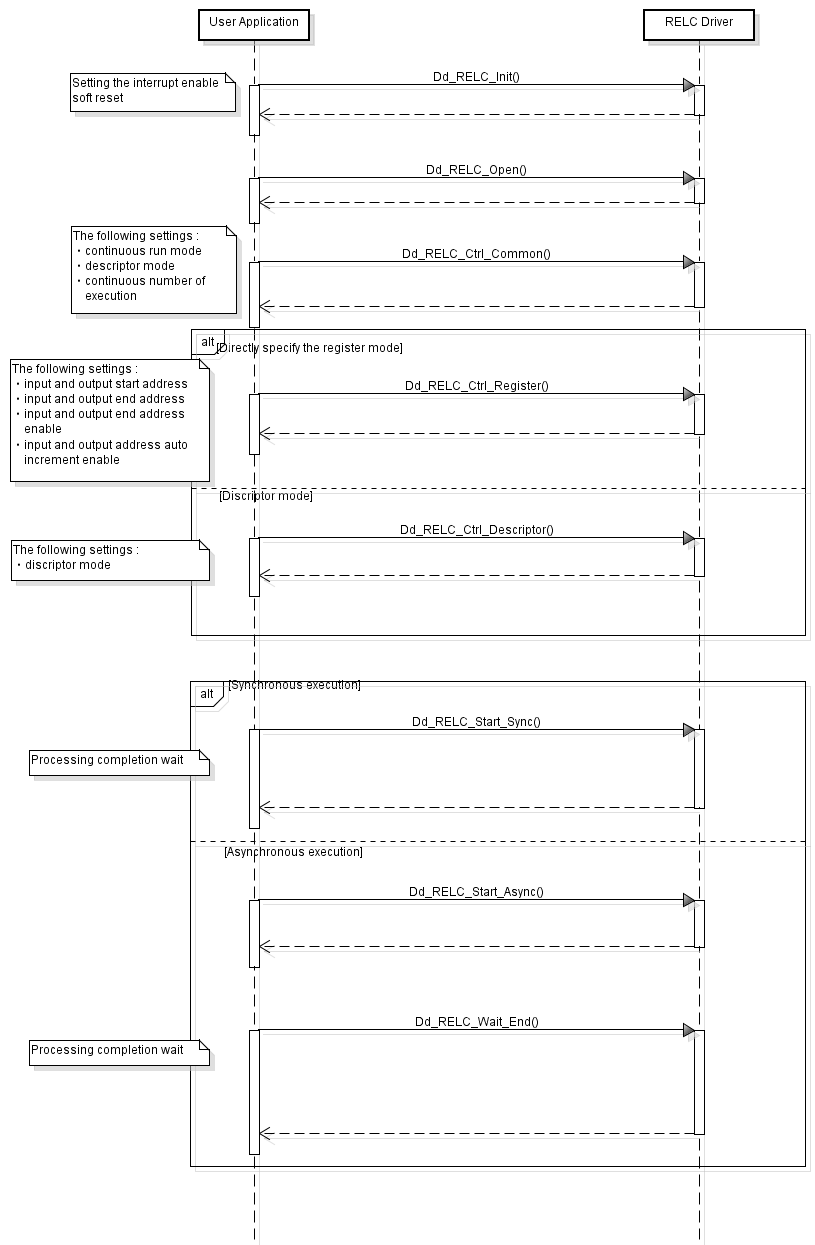 User Application
RELC Driver
Dd_RELC_Init()
Setting the interrupt enable
soft reset
Dd_RELC_Open()
The following settings :
・continuous run mode
・descriptor mode
・continuous number of
execution
Dd_RELC_Ctrl_Common()
alt
[Directly specify the register mode]
The following settings :
・input and output start address
・input and output end address
・input and output end address
enable
・input and output address auto
increment enable
Dd_RELC_Ctrl_Register()
[Discriptor mode]
Dd_RELC_Ctrl_Descriptor()
The following settings :
・discriptor mode
alt
[Synchronous execution]
Dd_RELC_Start_Sync()
Processing completion wait
[Asynchronous execution]
Dd_RELC_Start_Async()
Dd_RELC_Wait_End()
Processing completion wait